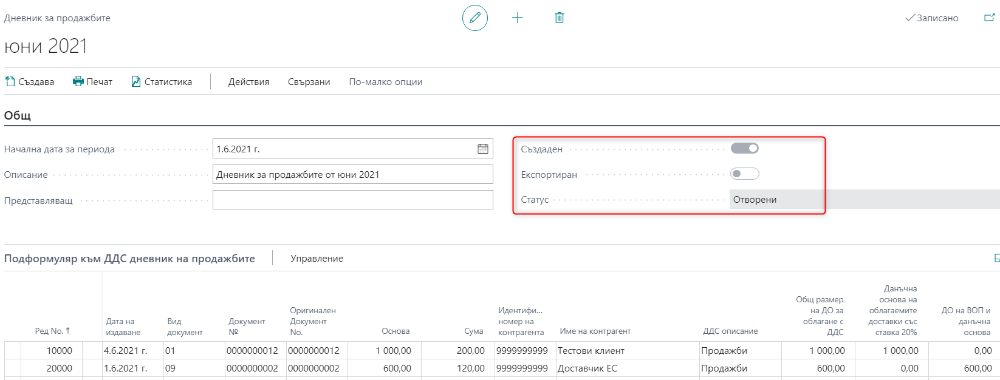 Дневник за продажбите
Записано
юни 2021
Създава Печат Статистика Действия Свързани По-малко опции
Общ
Начална дата за периода 1.6.2021 г.
Описание Дневник за продажбите от юни 2021
Представляващ
Създаден
Експортиран
Статус Отворени
Подформуляр към ДДС дневник на продажбите Управление
Ред No. ↑
Дата на
издаване
Вид
документ
Документ
№
Оригинален
Документ
No.
Основа
Сума
Идентифи...
номер на
контрагента
Име на контрагент
ДДС описание
Общ размер
на ДО за
облагане с
ДДС
Данъчна
основа на
облагаемите
доставки със
ставка 20%
ДО на ВОП и
данъчна
основа
10000 4.6.2021 г. 01 0000000012 0000000012 1 000,00 200,00 9999999999 Тестови клиент Продажби 1 000,00 1 000,00 0,00
20000 1.6.2021 г. 09 0000000002 0000000002 600,00 120,00 9999999999 Доставчик ЕС Продажби 600,00 0,00 600,00